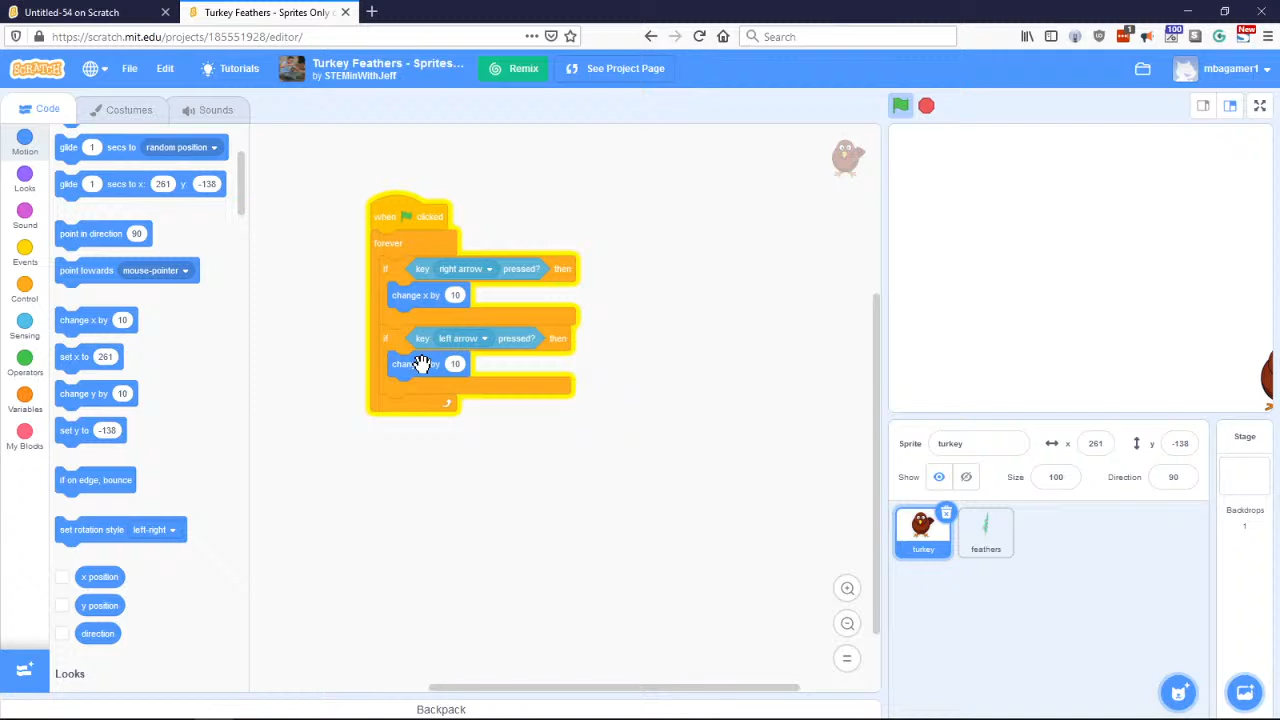 Untitled-54 on Scratch
Turkey Feathers - Sprites Only c
https://scratch.mit.edu/projects/185551928/editor/
Search
1
100
New
SCRATCH
File
Edit
Tutorials
Turkey Feathers - Sprites...
by STEMinWithJeff
Remix
See Project Page
mbagamer1
Code
Costumes
Sounds
Motion
Looks
Sound
Events
Control
Sensing
Operators
Variables
My Blocks
glide 1 secs to random position
glide 1 secs to x: 261 y: -138
point in direction 90
point towards mouse-pointer
change x by 10
set x to 261
change y by 10
set y to -138
if on edge, bounce
set rotation style left-right
x position
y position
direction
Looks
when clicked
forever
if key right arrow pressed? then
change x by 10
if key left arrow pressed? then
by 10
Sprite turkey x 261 y -138
Show Size 100 Direction 90
turkey
feathers
Stage
Backdrops
1
Backpack